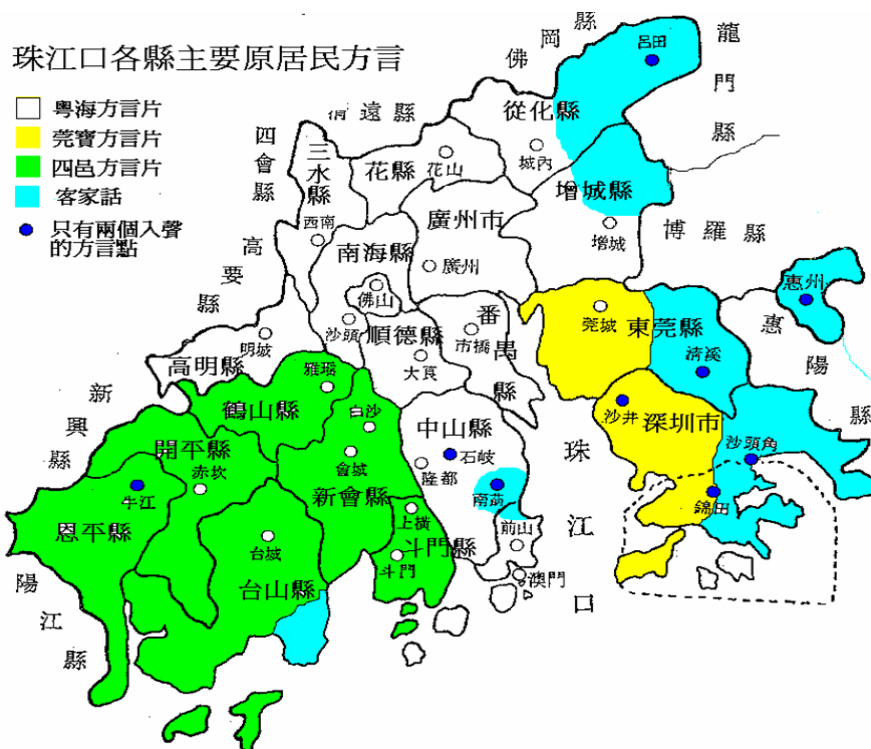 珠江口各縣主要原居民方言
粵海方言片
莞寶方言片
四邑方言片
客家話
只有兩個入聲
的方言點
佛岡縣
龍門縣
呂田
從化縣
城內
遠縣
四會縣
三水縣
花縣
花山
增城縣
增城
廣州市
廣州
博羅縣
西南
南海縣
高要縣
佛山
沙頭
順德縣
大良
番禺縣
市橋
莞城
東莞縣
清溪
惠州
惠陽縣
明城
高明縣
雅瑤
鶴山縣
白沙
新興縣
開平縣
赤坎
會城
新會縣
中山縣
石岐
隆都
南蓢
沙井
深圳市
沙頭角
錦田
珠江口
牛江
恩平縣
上橫
斗門縣
斗門
前山
澳門
台城
台山縣
陽江縣